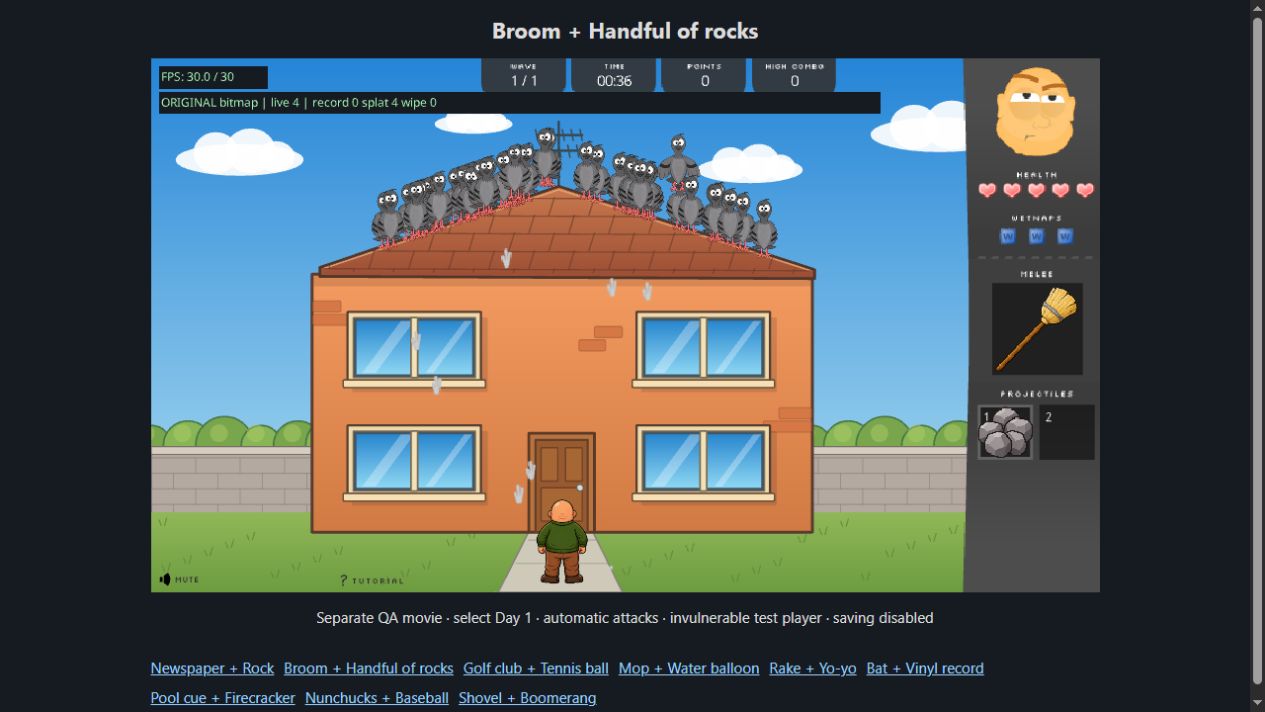 Broom + Handful of rocks
FPS: 30.0 / 30
WAVE
1 / 1
TIME
00:36
POINTS
0
HIGH COMBO
0
ORIGINAL bitmap | live 4 | record 0 splat 4 wipe 0
HEALTH
WETNAPS
W W W
MELEE
PROJECTILES
1 2
MUTE
? TUTORIAL
Separate QA movie · select Day 1 · automatic attacks · invulnerable test player · saving disabled
Newspaper + Rock Broom + Handful of rocks Golf club + Tennis ball Mop + Water balloon Rake + Yo-yo Bat + Vinyl record
Pool cue + Firecracker Nunchucks + Baseball Shovel + Boomerang